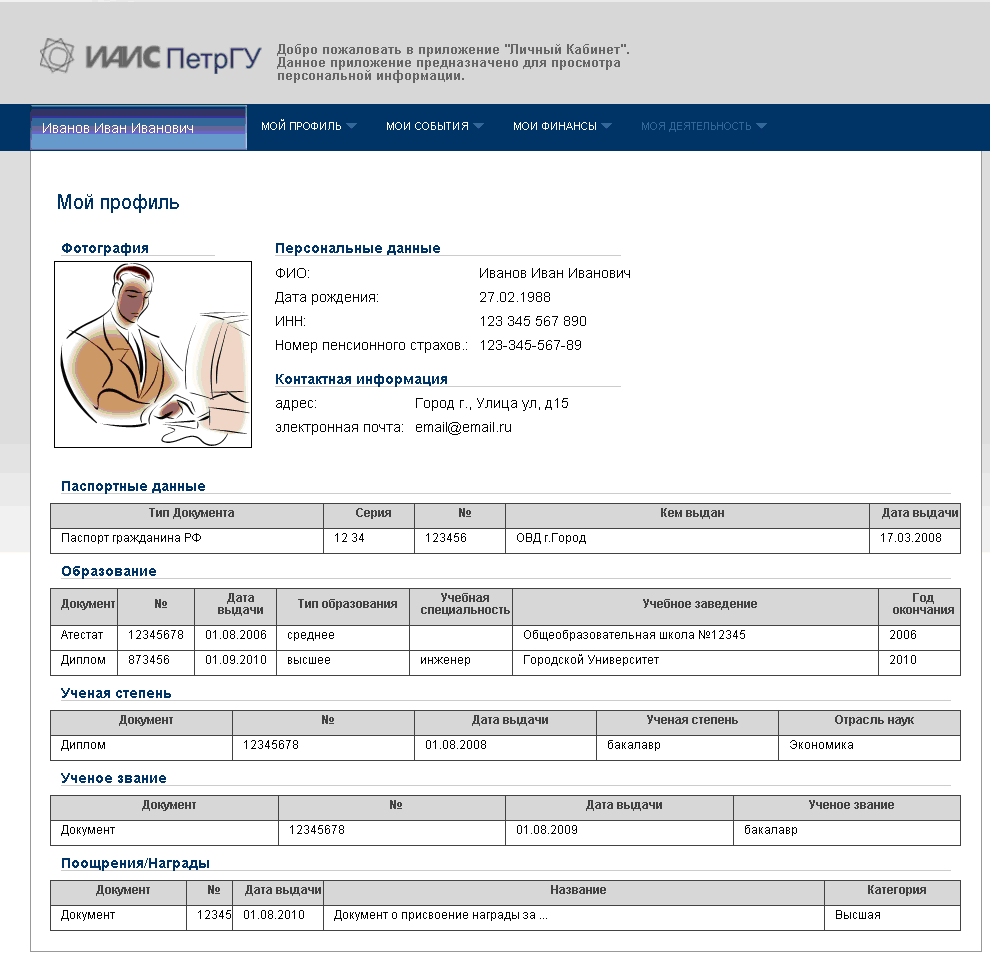 ИАИС ПетрГУ
Добро пожаловать в приложение "Личный Кабинет".
Данное приложение предназначено для просмотра
персональной информации.
Иванов Иван Иванович МОЙ ПРОФИЛЬ МОИ СОБЫТИЯ МОИ ФИНАНСЫ МОЯ ДЕЯТЕЛЬНОСТЬ
Мой профиль
Фотография
Персональные данные
ФИО: Иванов Иван Иванович
Дата рождения: 27.02.1988
ИНН: 123 345 567 890
Номер пенсионного страхов.: 123-345-567-89
Контактная информация
адрес: Город г., Улица ул, д15
электронная почта: email@email.ru
Паспортные данные
Тип Документа Серия № Кем выдан Дата выдачи
Паспорт гражданина РФ 12 34 123456 ОВД г.Город 17.03.2008
Образование
Документ № Дата выдачи Тип образования Учебная специальность Учебное заведение Год окончания
Атестат 12345678 01.08.2006 среднее Общеобразовательная школа №12345 2006
Диплом 873456 01.09.2010 высшее инженер Городской Университет 2010
Ученая степень
Документ № Дата выдачи Ученая степень Отрасль наук
Диплом 12345678 01.08.2008 бакалавр Экономика
Ученое звание
Документ № Дата выдачи Ученое звание
Документ 12345678 01.08.2009 бакалавр
Поощрения/Награды
Документ № Дата выдачи Название Категория
Документ 12345 01.08.2010 Документ о присвоение награды за ... Высшая